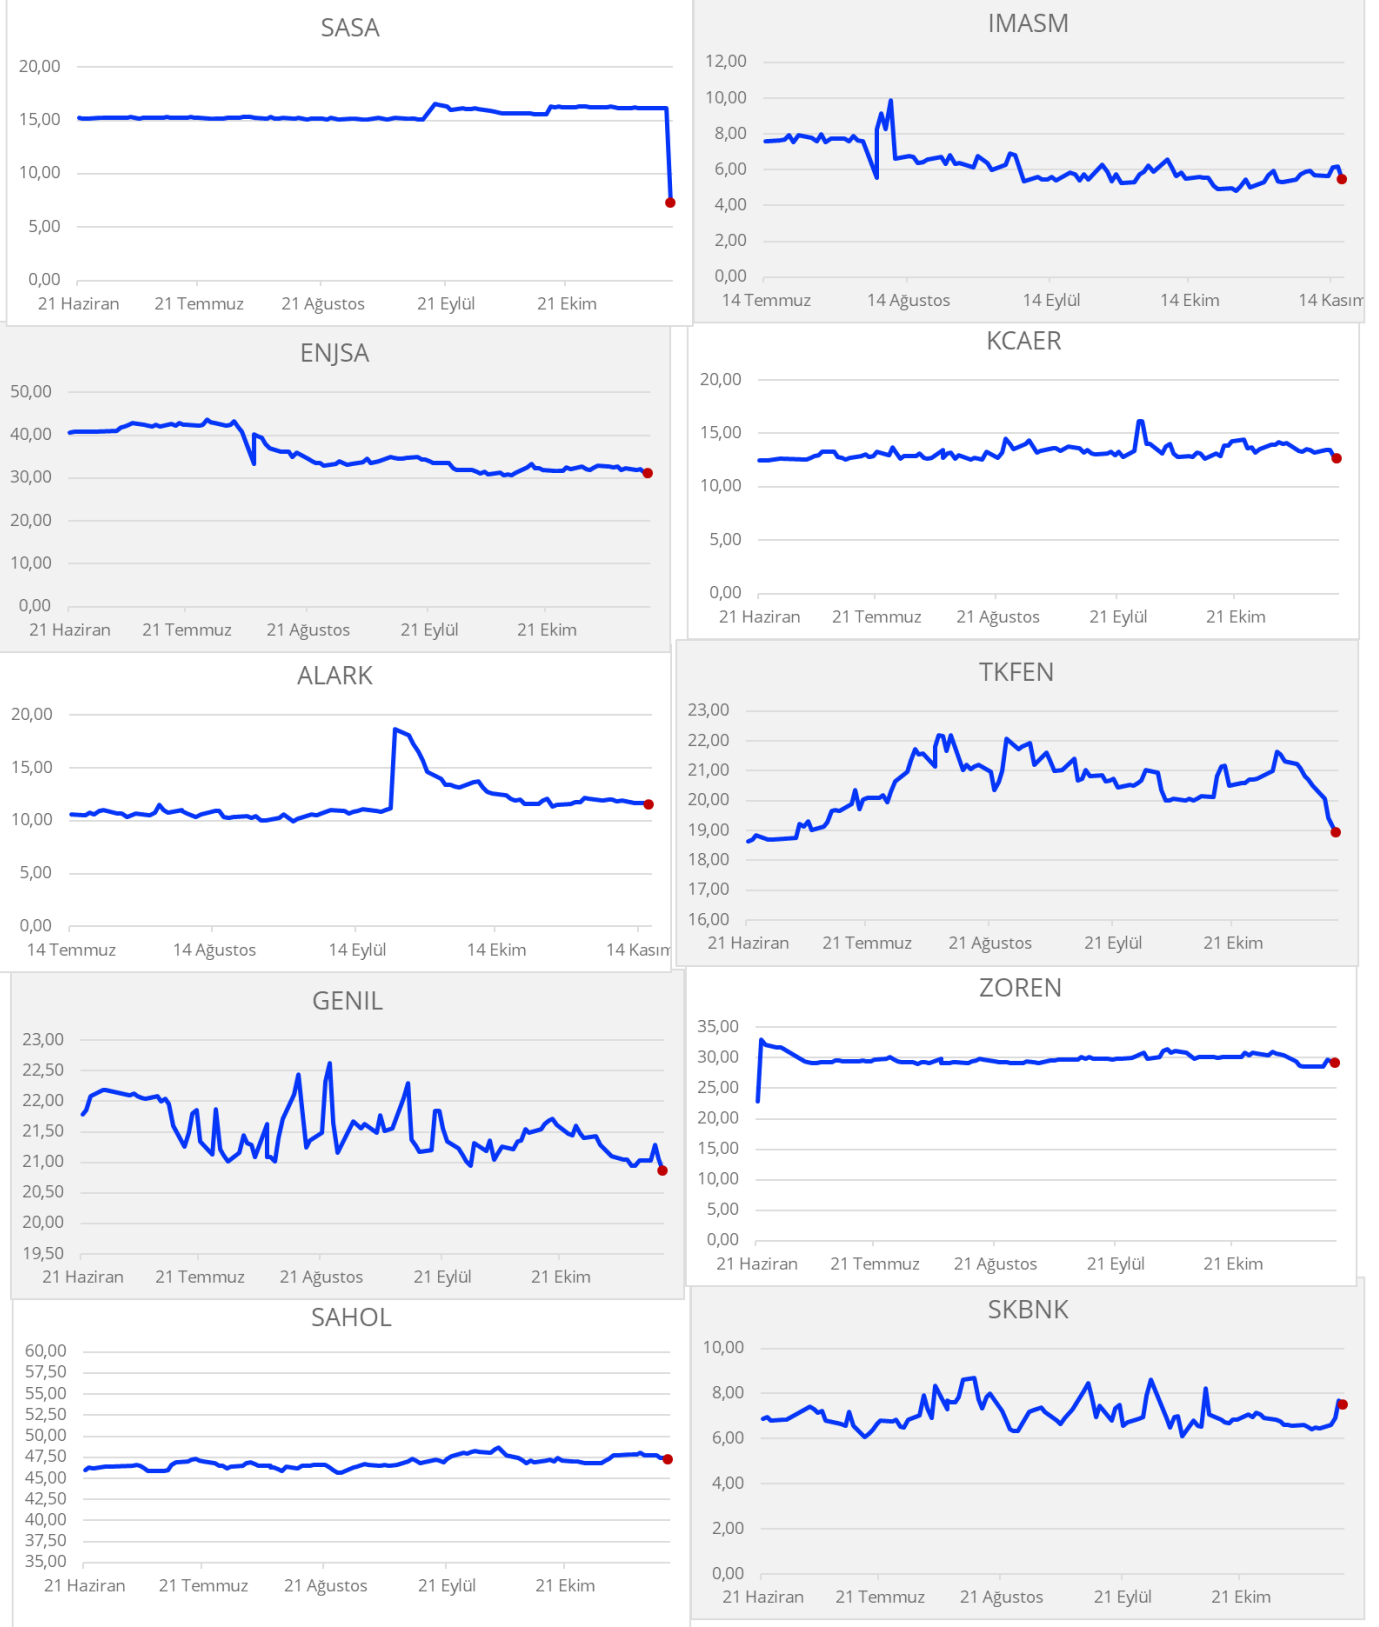 SASA
20,00
15,00
10,00
5,00
0,00
21 Haziran
21 Temmuz
21 Ağustos
21 Eylül
21 Ekim
IMASM
12,00
10,00
8,00
6,00
4,00
2,00
0,00
14 Temmuz
14 Ağustos
14 Eylül
14 Ekim
14 Kasım
ENJSA
50,00
40,00
30,00
20,00
10,00
0,00
21 Haziran
21 Temmuz
21 Ağustos
21 Eylül
21 Ekim
KCAER
20,00
15,00
10,00
5,00
0,00
21 Haziran
21 Temmuz
21 Ağustos
21 Eylül
21 Ekim
ALARK
20,00
15,00
10,00
5,00
0,00
14 Temmuz
14 Ağustos
14 Eylül
14 Ekim
14 Kasım
TKFEN
23,00
22,00
21,00
20,00
19,00
18,00
17,00
16,00
21 Haziran
21 Temmuz
21 Ağustos
21 Eylül
21 Ekim
GENIL
23,00
22,50
22,00
21,50
21,00
20,50
20,00
19,50
21 Haziran
21 Temmuz
21 Ağustos
21 Eylül
21 Ekim
ZOREN
35,00
30,00
25,00
20,00
15,00
10,00
5,00
0,00
21 Haziran
21 Temmuz
21 Ağustos
21 Eylül
21 Ekim
SAHOL
60,00
57,50
55,00
52,50
50,00
47,50
45,00
42,50
40,00
37,50
35,00
21 Haziran
21 Temmuz
21 Ağustos
21 Eylül
21 Ekim
SKBNK
10,00
8,00
6,00
4,00
2,00
0,00
21 Haziran
21 Temmuz
21 Ağustos
21 Eylül
21 Ekim